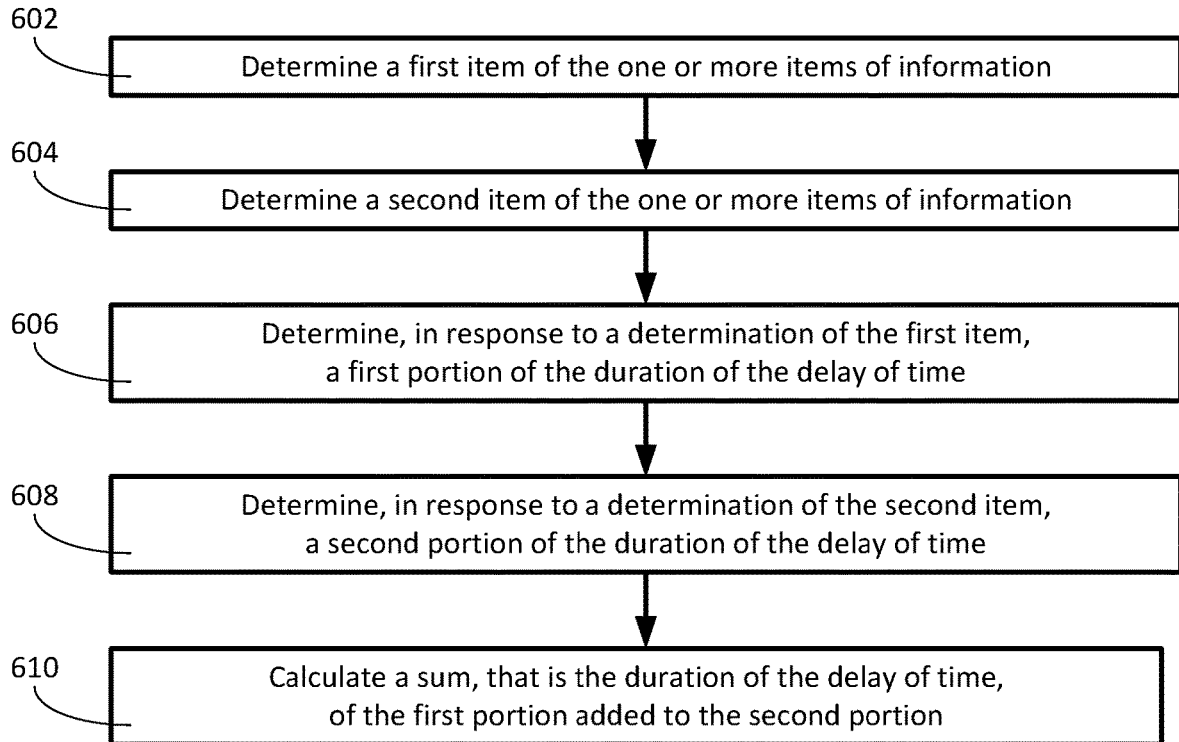 602
Determine a first item of the one or more items of information
604
Determine a second item of the one or more items of information
606
Determine, in response to a determination of the first item,
a first portion of the duration of the delay of time
608
Determine, in response to a determination of the second item,
a second portion of the duration of the delay of time
610
Calculate a sum, that is the duration of the delay of time,
of the first portion added to the second portion